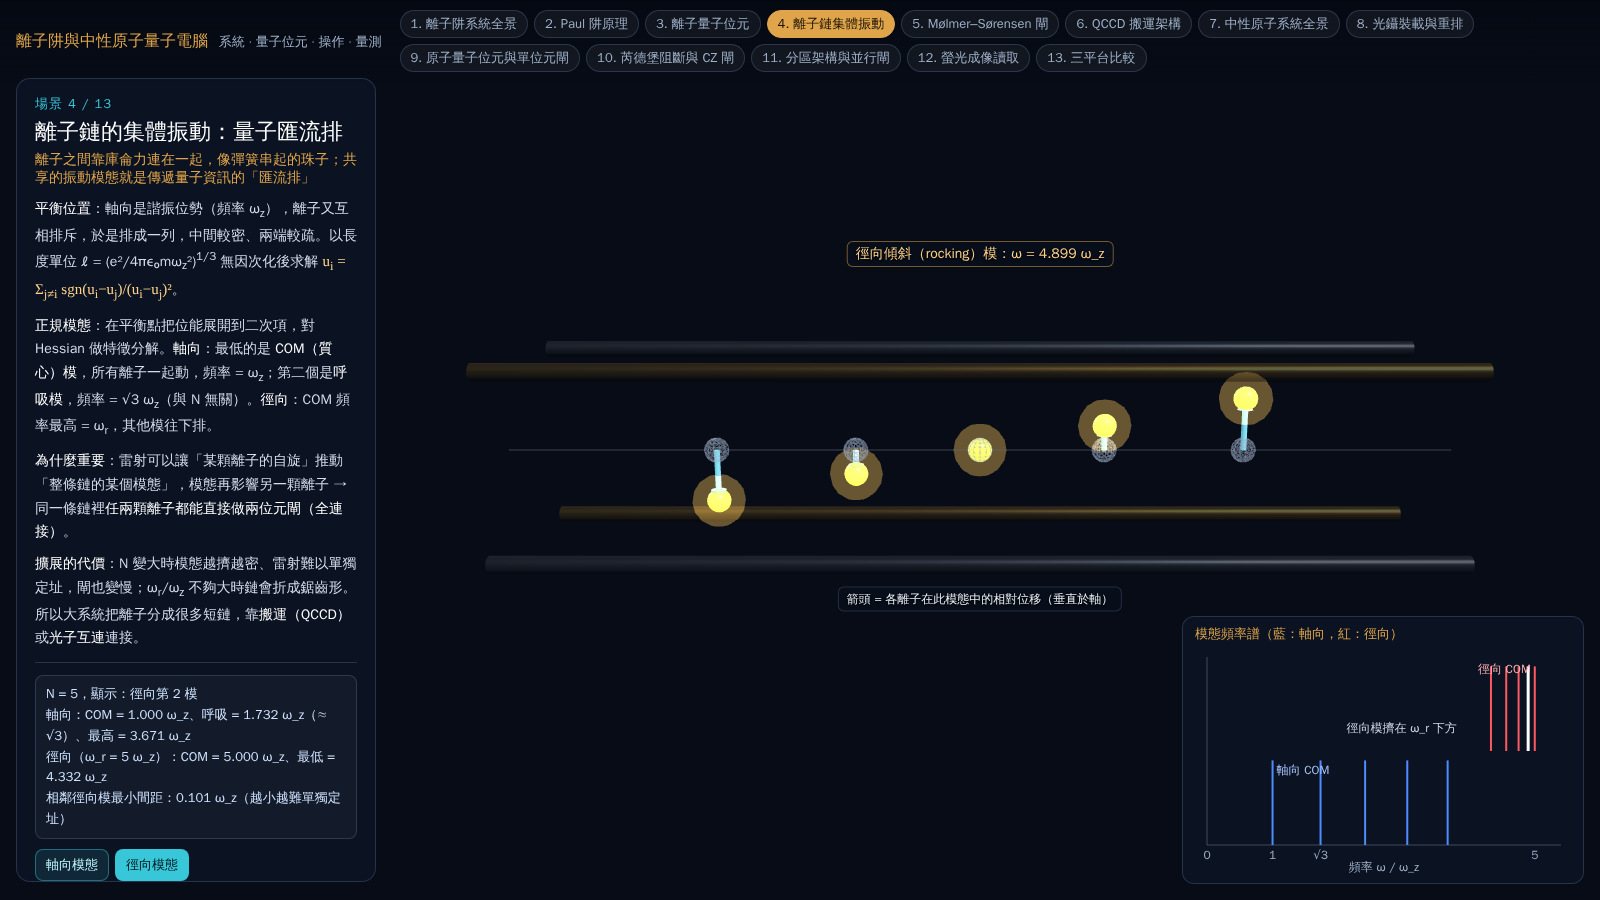 離子阱與中性原子量子電腦 系統 · 量子位元 · 操作 · 量測
1. 離子阱系統全景
2. Paul 阱原理
3. 離子量子位元
4. 離子鏈集體振動
5. Mølmer–Sørensen 閘
6. QCCD 搬運架構
7. 中性原子系統全景
8. 光鑷裝載與重排
9. 原子量子位元與單位元閘
10. 芮德堡阻斷與 CZ 閘
11. 分區架構與並行閘
12. 螢光成像讀取
13. 三平台比較
場景 4 / 13
離子鏈的集體振動：量子匯流排
離子之間靠庫侖力連在一起，像彈簧串起的珠子；共
享的振動模態就是傳遞量子資訊的「匯流排」
平衡位置：軸向是諧振位勢（頻率 ωz），離子又互
相排斥，於是排成一列，中間較密、兩端較疏。以長
度單位 ℓ = (e²/4πϵ₀mωz²)1/3 無因次化後求解 ui =
Σj≠i sgn(ui−uj)/(ui−uj)²。
正規模態：在平衡點把位能展開到二次項，對
Hessian 做特徵分解。軸向：最低的是 COM（質
心）模，所有離子一起動，頻率 = ωz；第二個是呼
吸模，頻率 = √3 ωz（與 N 無關）。徑向：COM 頻
率最高 = ωr，其他模往下排。
為什麼重要：雷射可以讓「某顆離子的自旋」推動
「整條鏈的某個模態」，模態再影響另一顆離子 →
同一條鏈裡任兩顆離子都能直接做兩位元閘（全連
接）。
擴展的代價：N 變大時模態越擠越密、雷射難以單獨
定址，閘也變慢；ωr/ωz 不夠大時鏈會折成鋸齒形。
所以大系統把離子分成很多短鏈，靠搬運（QCCD）
或光子互連連接。
N = 5，顯示：徑向第 2 模
軸向：COM = 1.000 ω_z、呼吸 = 1.732 ω_z（≈
√3）、最高 = 3.671 ω_z
徑向（ω_r = 5 ω_z）：COM = 5.000 ω_z、最低 =
4.332 ω_z
相鄰徑向模最小間距：0.101 ω_z（越小越難單獨定
址）
軸向模態
徑向模態
徑向傾斜（rocking）模：ω = 4.899 ω_z
箭頭 = 各離子在此模態中的相對位移（垂直於軸）
模態頻率譜（藍：軸向，紅：徑向）
徑向 COM
徑向模擠在 ω_r 下方
軸向 COM
0 1 √3 5
頻率 ω / ω_z